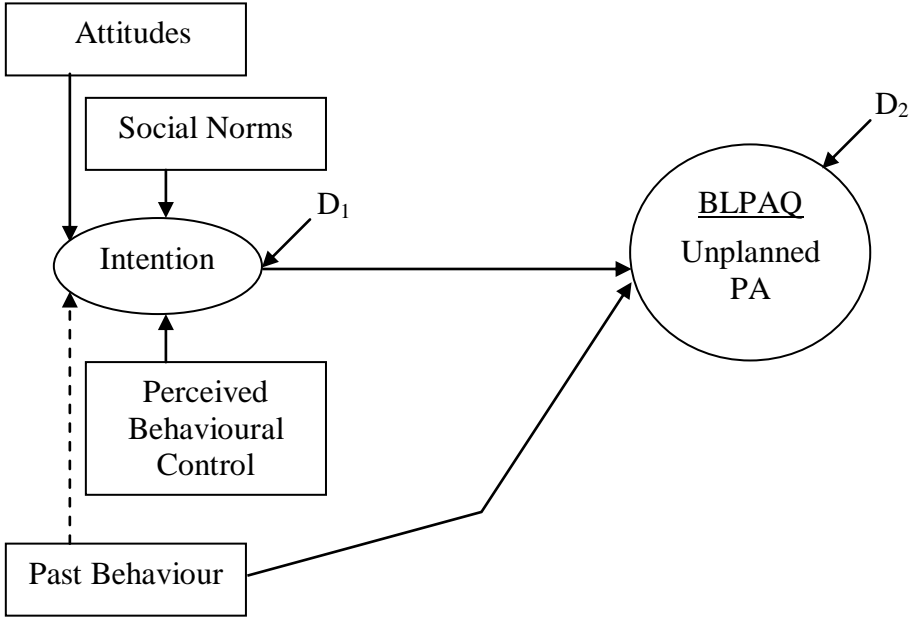 Attitudes
Social Norms
D₂
D₁
BLPAQ
Unplanned
PA
Intention
Perceived
Behavioural
Control
Past Behaviour